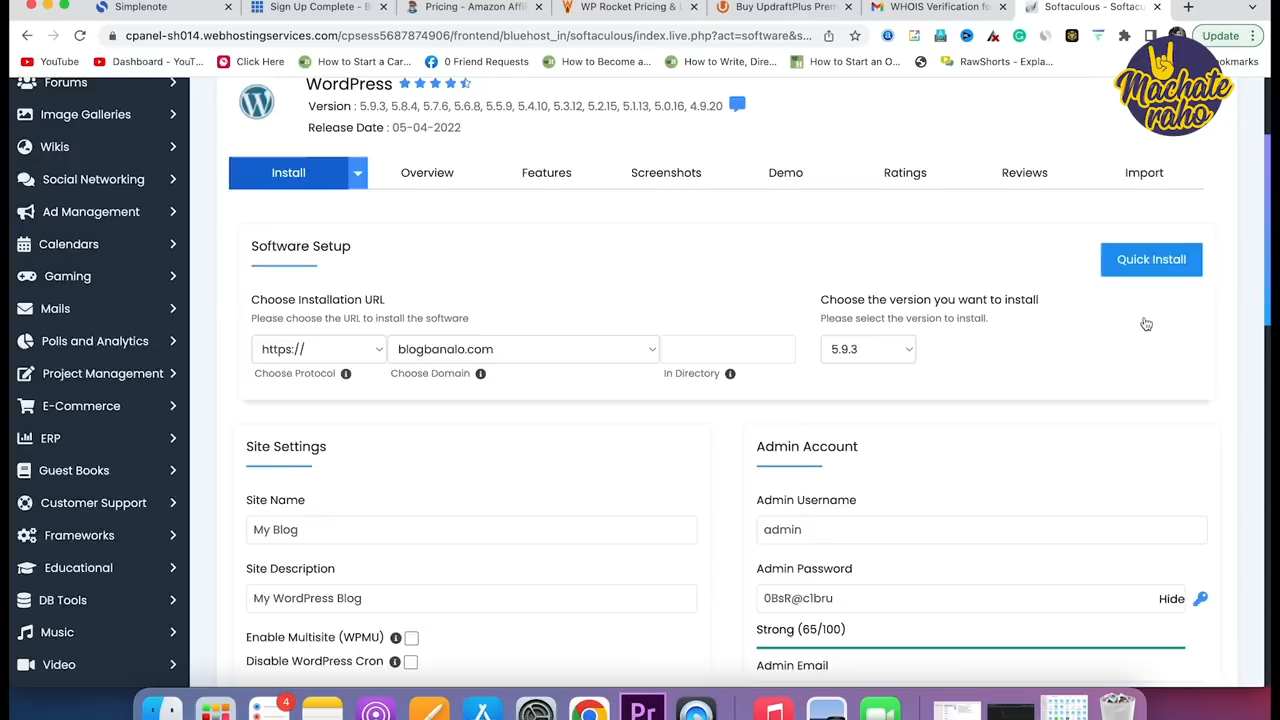 Simplenote
Sign Up Complete - B
Pricing - Amazon Affi
WP Rocket Pricing & L
Buy UpdraftPlus Prem
WHOIS Verification fo
Softaculous - Softacu
cpanel-sh014.webhostingservices.com/cpsess5687874906/frontend/bluehost_in/softaculous/index.live.php?act=software&s...
Update
YouTube
Dashboard - YouT...
Click Here
How to Start a Car...
0 Friend Requests
How to Become a...
How to Write, Dire...
How to Start an O...
RawShorts - Expla...
okmarks
Machate
raho
Forums
Image Galleries
Wikis
Social Networking
Ad Management
Calendars
Gaming
Mails
Polls and Analytics
Project Management
E-Commerce
ERP
Guest Books
Customer Support
Frameworks
Educational
DB Tools
Music
Video
WordPress
Version : 5.9.3, 5.8.4, 5.7.6, 5.6.8, 5.5.9, 5.4.10, 5.3.12, 5.2.15, 5.1.13, 5.0.16, 4.9.20
Release Date : 05-04-2022
Install
Overview
Features
Screenshots
Demo
Ratings
Reviews
Import
Software Setup
Quick Install
Choose Installation URL
Please choose the URL to install the software
https://
blogbanalo.com
Choose Protocol
Choose Domain
In Directory
Choose the version you want to install
Please select the version to install.
5.9.3
Site Settings
Site Name
My Blog
Site Description
My WordPress Blog
Enable Multisite (WPMU)
Disable WordPress Cron
Admin Account
Admin Username
admin
Admin Password
0BsR@c1bru
Hide
Strong (65/100)
Admin Email
4
Pr